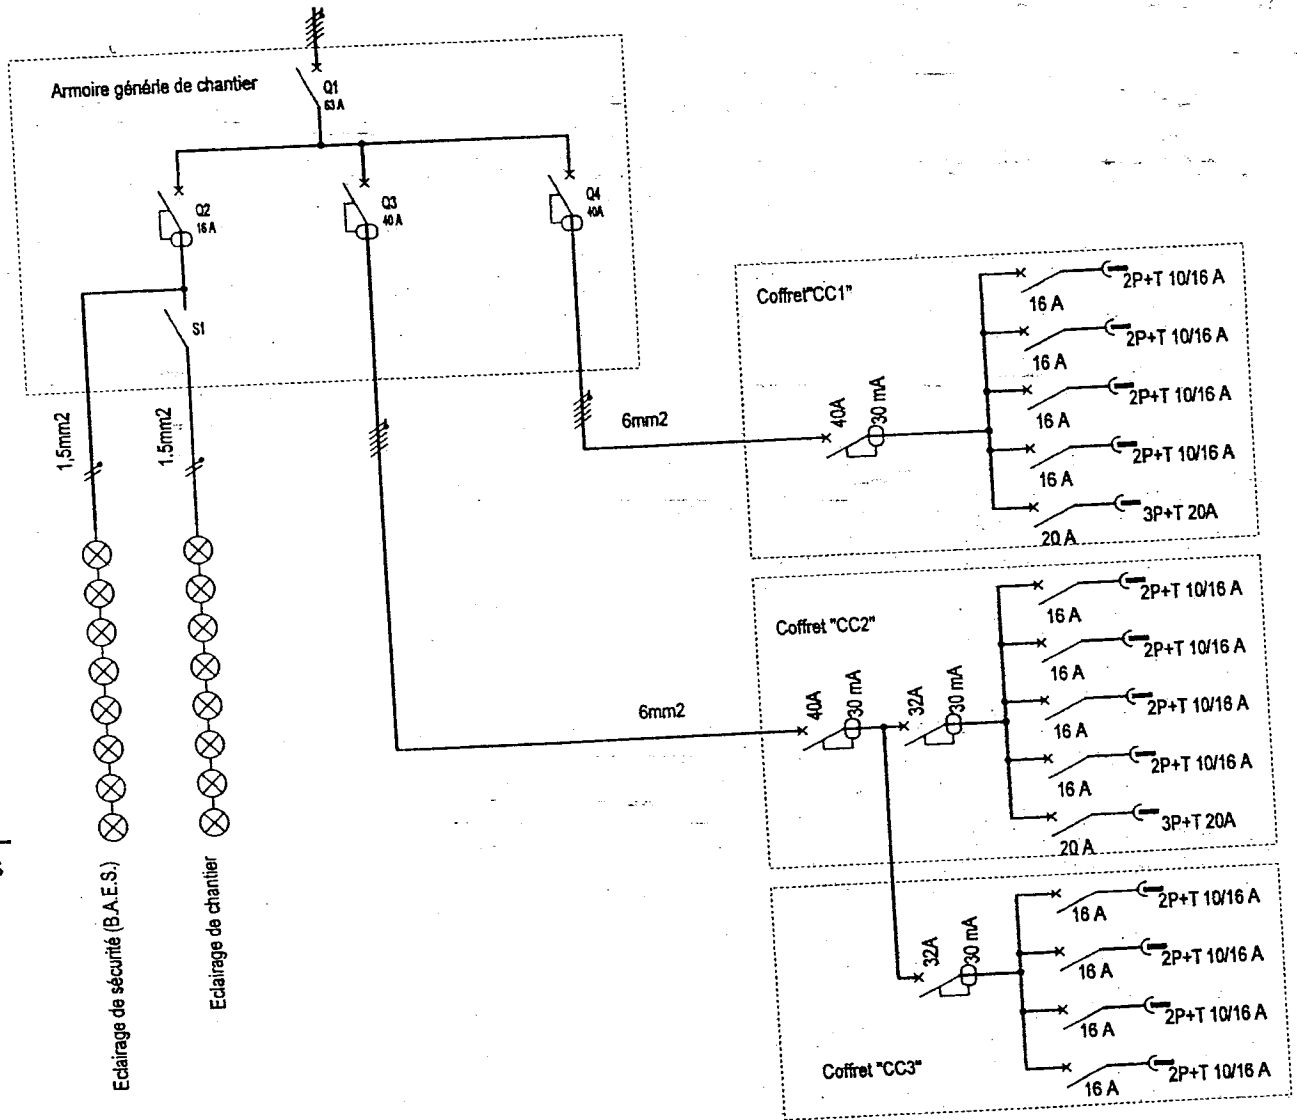 Armoire générle de chantier
Q1
63 A
Q2
16 A
Q3
40 A
Q4
40A
S1
1,5mm2
1.5mm2
6mm2
6mm2
Eclairage de sécurité (B.A.E.S.)
Eclairage de chantier
Coffret"CC1"
40A
30 mA
16 A
2P+T 10/16 A
16 A
2P+T 10/16 A
16 A
2P+T 10/16 A
16 A
2P+T 10/16 A
20 A
3P+T 20A
Coffret "CC2"
40A
30 mA
32A
30 mA
16 A
2P+T 10/16 A
16 A
2P+T 10/16 A
16 A
2P+T 10/16 A
16 A
2P+T 10/16 A
20 A
3P+T 20A
Coffret "CC3"
32A
30 mA
16 A
2P+T 10/16 A
16 A
2P+T 10/16 A
16 A
2P+T 10/16 A
16 A
2P+T 10/16 A